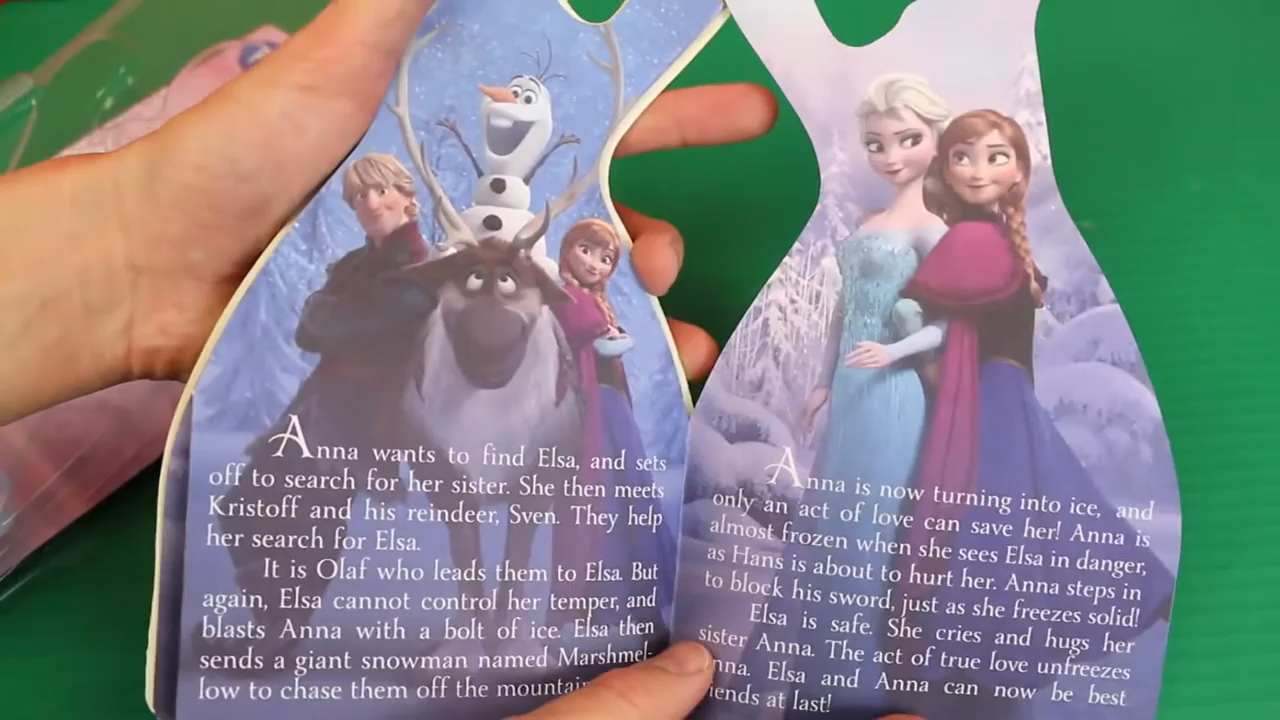 Anna wants to find Elsa, and sets
off to search for her sister. She then meets
Kristoff and his reindeer, Sven. They help
her search for Elsa.
It is Olaf who leads them to Elsa. But
again, Elsa cannot control her temper, and
blasts Anna with a bolt of ice. Elsa then
sends a giant snowman named Marshmel-
low to chase them off the mountain
Anna is now turning into ice, and
only an act of love can save her! Anna is
almost frozen when she sees Elsa in danger,
as Hans is about to hurt her. Anna steps in
to block his sword, just as she freezes solid!
Elsa is safe. She cries and hugs her
sister Anna. The act of true love unfreezes
Anna. Elsa and Anna can now be best
friends at last!